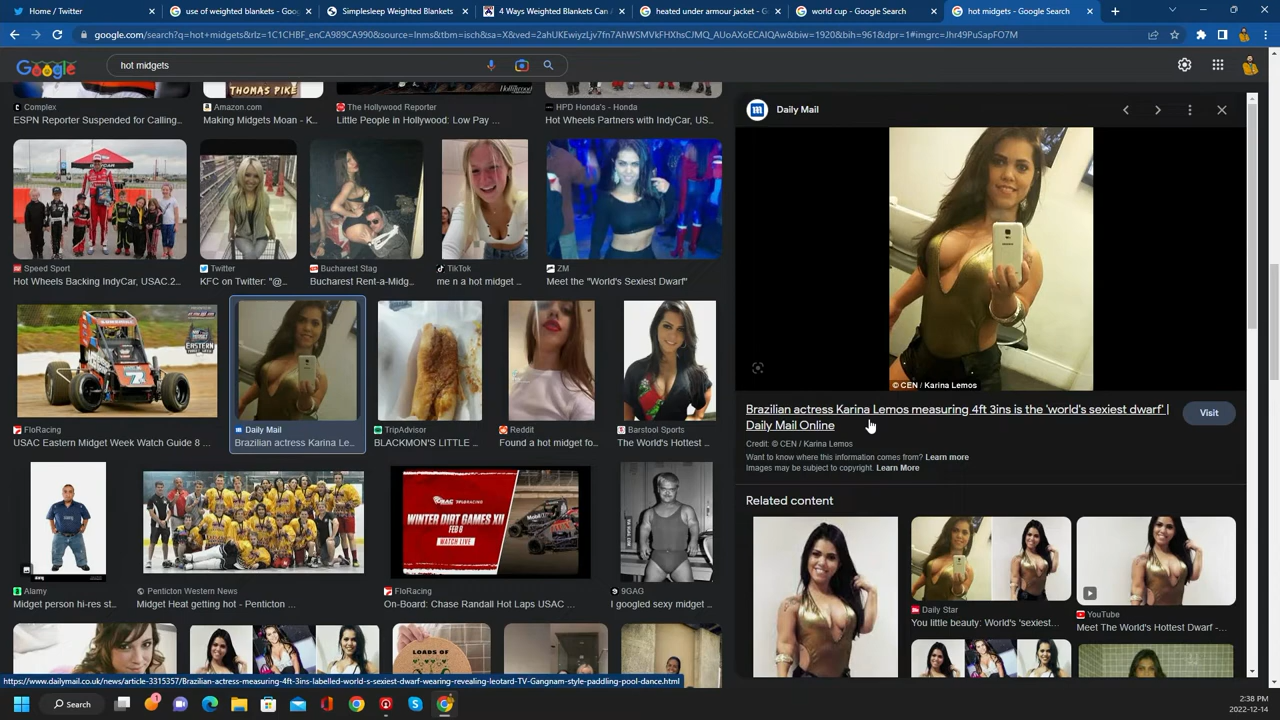 Home / Twitter
use of weighted blankets - Goo
Simplesleep Weighted Blankets
4 Ways Weighted Blankets Can
heated under armour jacket - Go
world cup - Google Search
hot midgets - Google Search
google.com/search?q=hot+midgets&rlz=1C1CHBF_enCA989CA990&source=lnms&tbm=isch&sa=X&ved=2ahUKEwiyzLjv7fn7AhWSMVkFHXhsCJMQ_AUoAXoECAIQAw&biw=1920&bih=961&dpr=1#imgrc=Jhr49PuSapFO7M
Google
hot midgets
THOMAS PIKE
Complex
ESPN Reporter Suspended for Calling...
Amazon.com
Making Midgets Moan - K...
The Hollywood Reporter
Little People in Hollywood: Low Pay ...
HPD Honda's - Honda
Hot Wheels Partners with IndyCar, US...
Speed Sport
Hot Wheels Backing IndyCar, USAC.2...
Twitter
KFC on Twitter: "@...
Bucharest Stag
Bucharest Rent-a-Midg...
TikTok
me n a hot midget ...
ZM
Meet the "World's Sexiest Dwarf"
FloRacing
USAC Eastern Midget Week Watch Guide 8 ...
Daily Mail
Brazilian actress Karina Le...
TripAdvisor
BLACKMON'S LITTLE ...
Reddit
Found a hot midget fo...
Barstool Sports
The World's Hottest ...
Alamy
Midget person hi-res st...
Penticton Western News
Midget Heat getting hot - Penticton ...
WINTER DIRT GAMES XII
FEB 8
WATCH LIVE
FloRacing
On-Board: Chase Randall Hot Laps USAC ...
9GAG
I googled sexy midget ...
LOADS OF
Daily Mail
© CEN / Karina Lemos
Brazilian actress Karina Lemos measuring 4ft 3ins is the 'world's sexiest dwarf' |
Daily Mail Online
Visit
Credit: © CEN / Karina Lemos
Want to know where this information comes from? Learn more
Images may be subject to copyright. Learn More
Related content
Daily Star
You little beauty: World's 'sexiest...
YouTube
Meet The World's Hottest Dwarf -...
https://www.dailymail.co.uk/news/article-3315357/Brazilian-actress-measuring-4ft-3ins-labelled-world-s-sexiest-dwarf-wearing-revealing-leotard-TV-Gangnam-style-paddling-pool-dance.html
Search
2:38 PM
2022-12-14